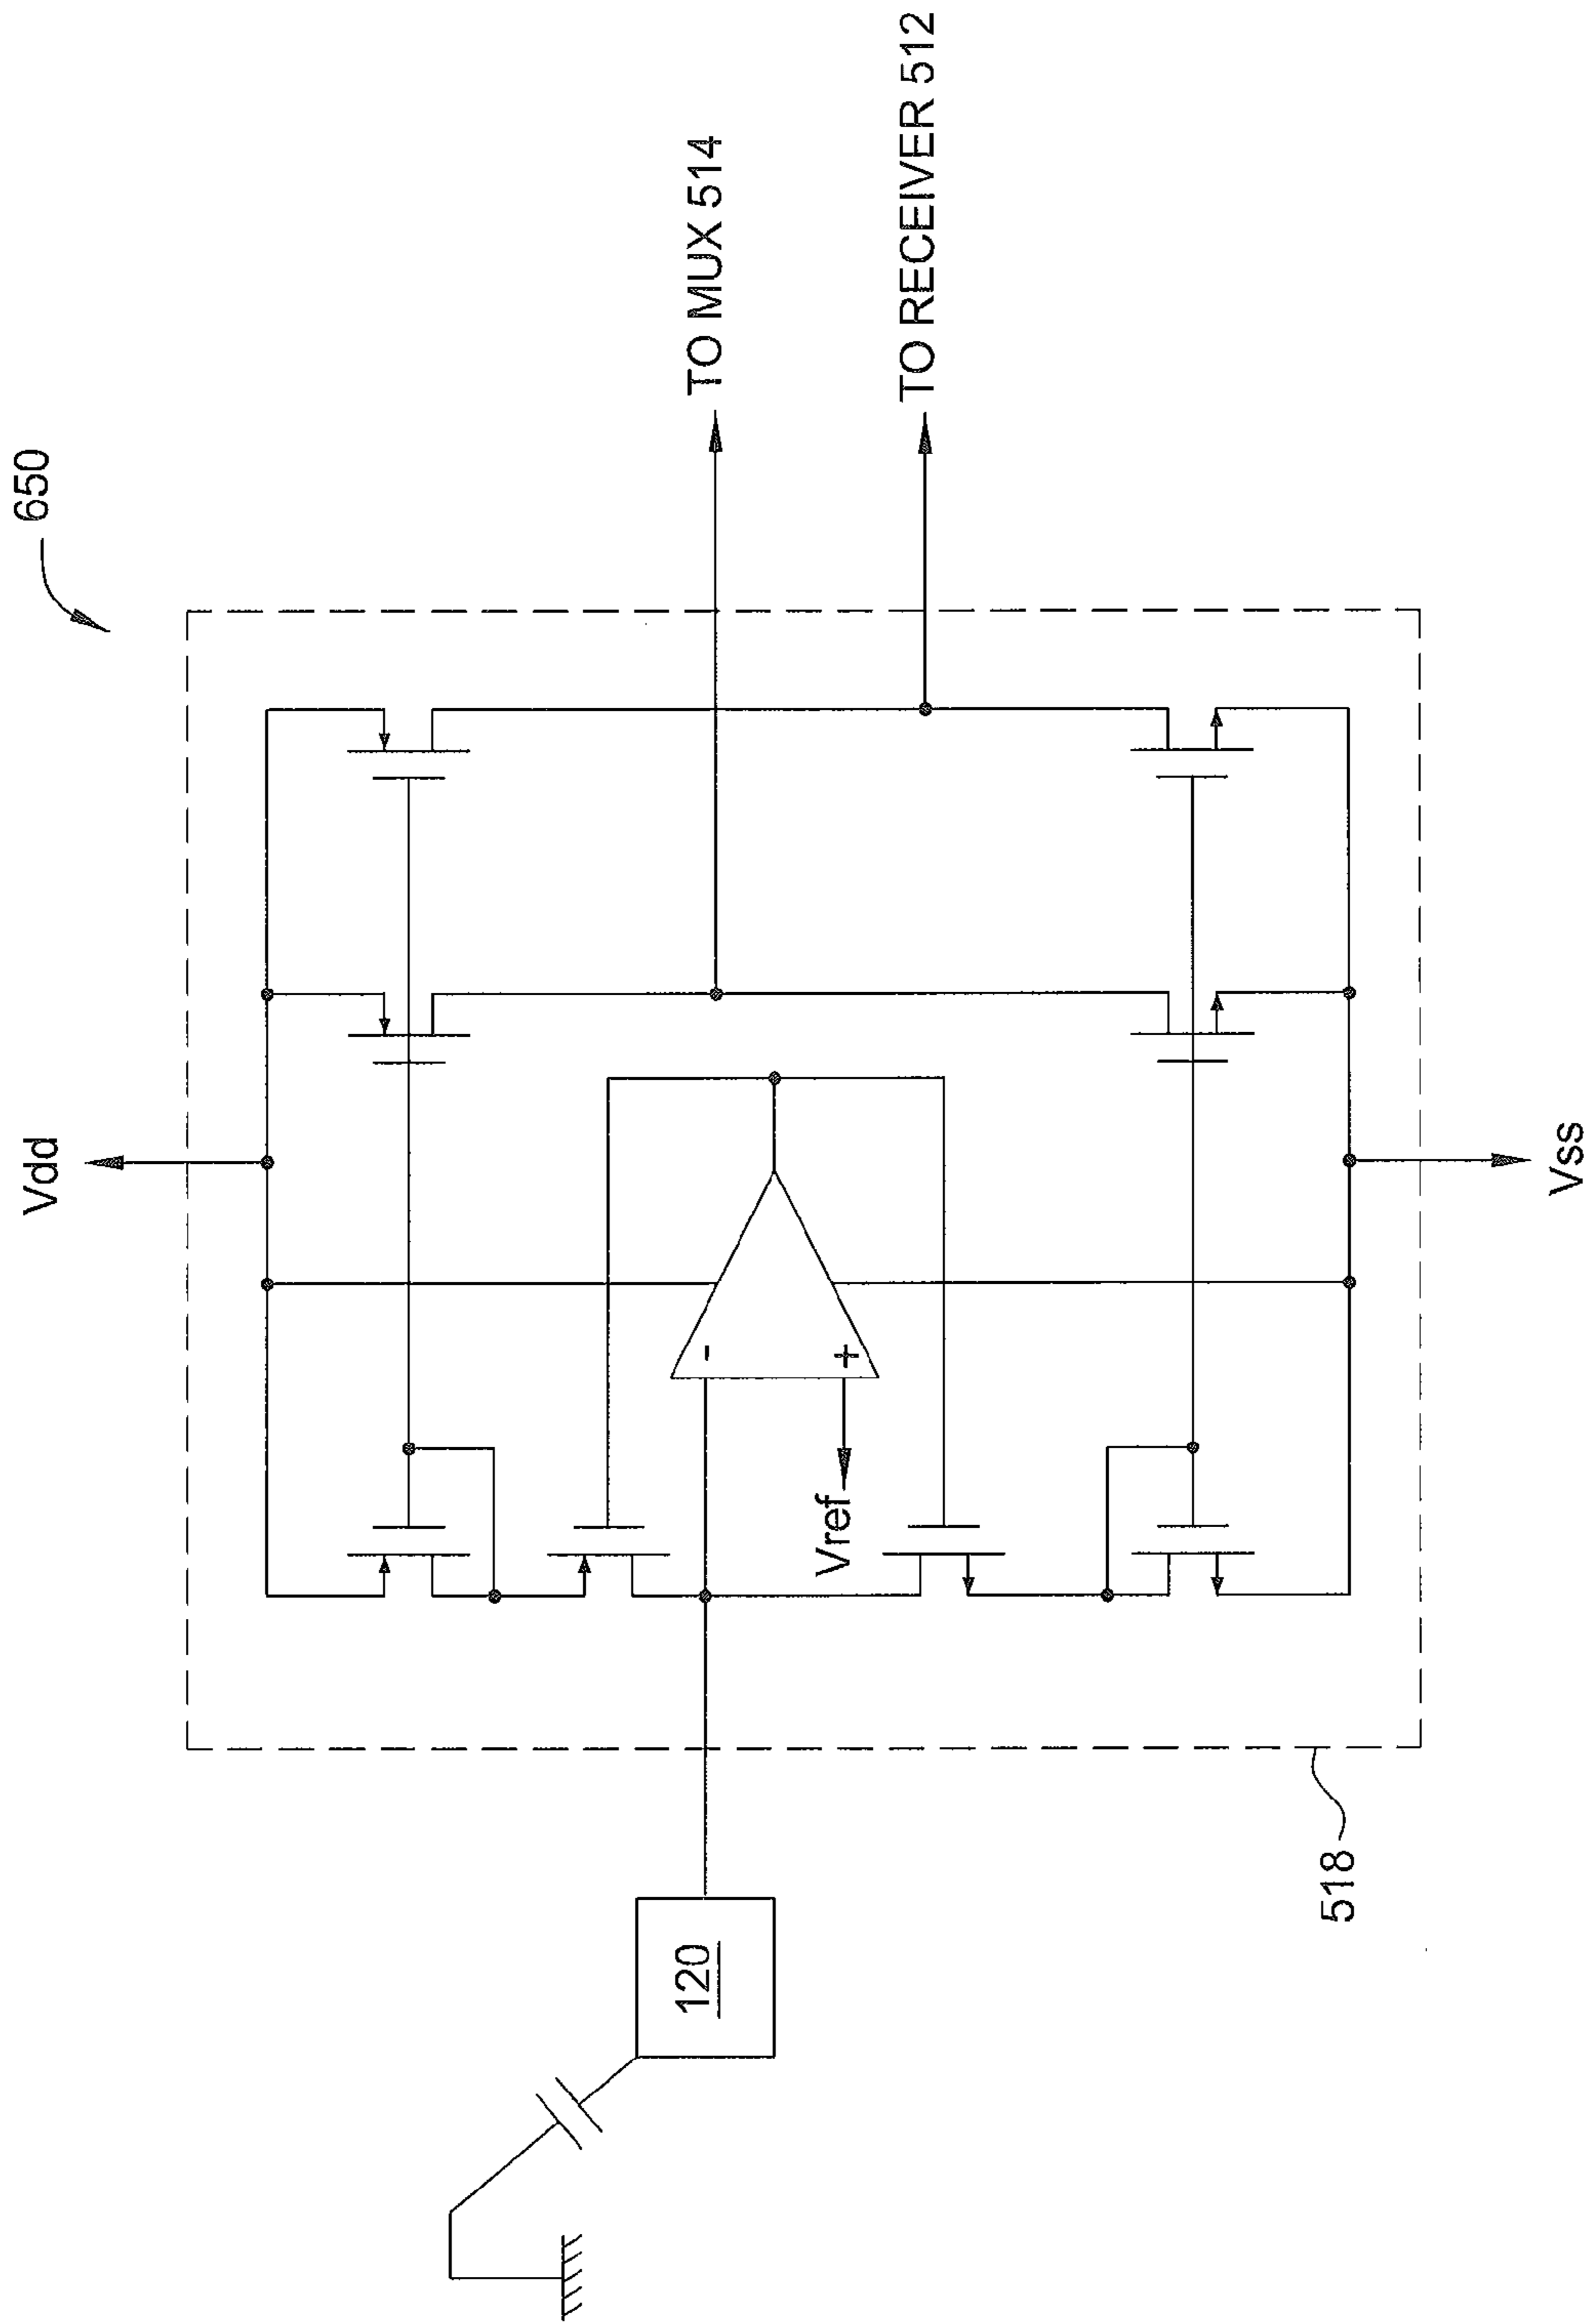 650
Vdd
TO MUX 514
TO RECEIVER 512
-
+
Vref
120
518
Vss